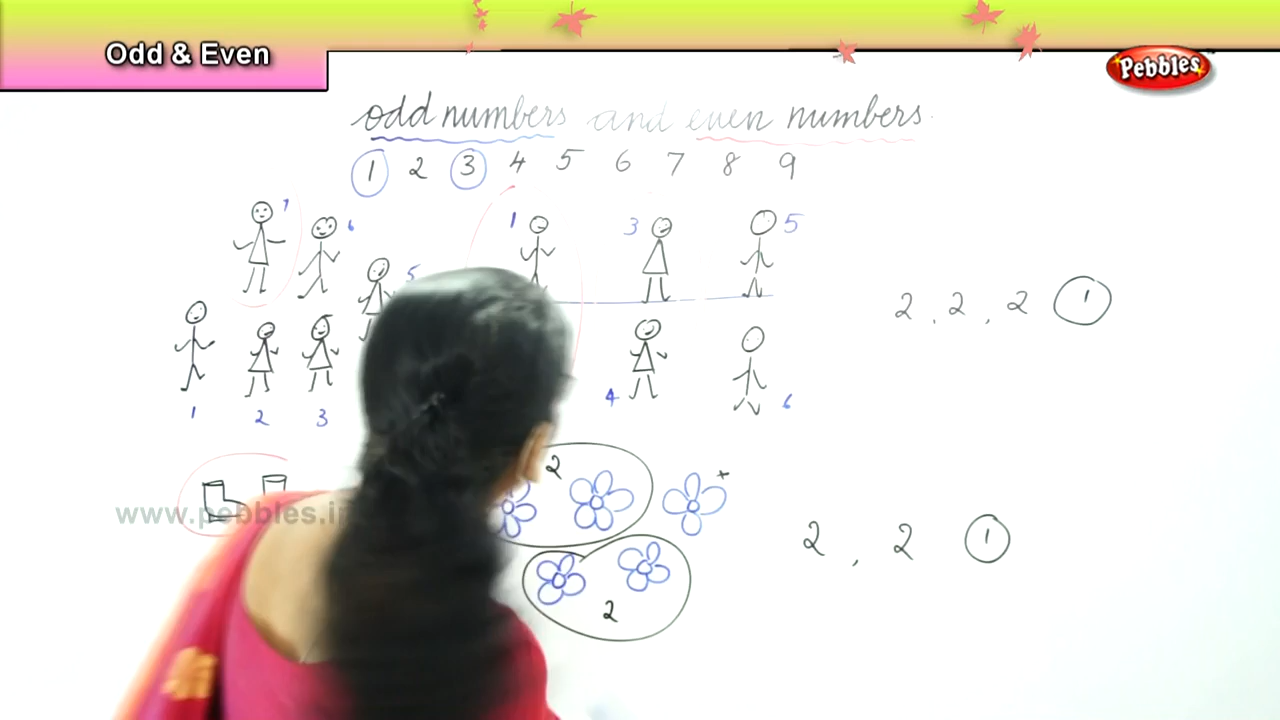 Odd & Even
Pebbles
odd numbers and even numbers
1 2 3 4 5 6 7 8 9
7 6 5
1 3 5
2 , 2 , 2 1
1 2 3
4 6
www.pebbles.in
2
2 , 2 1
2